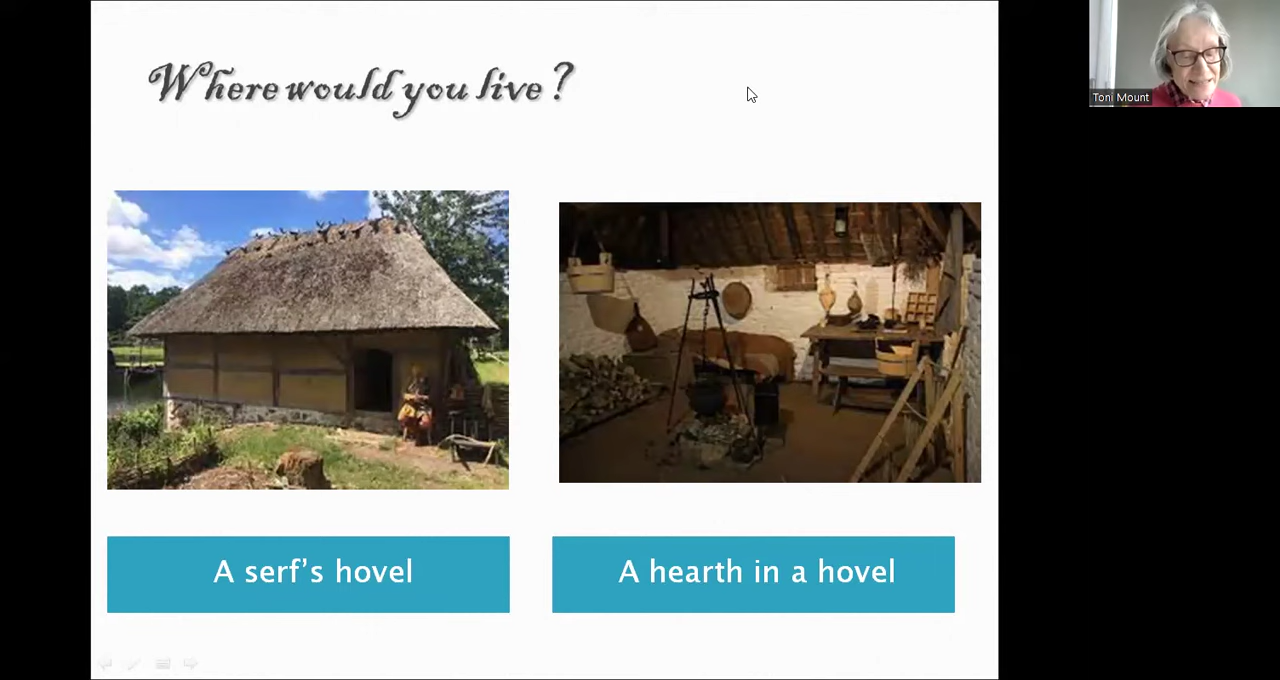 Where would you live?
Toni Mount
A serf's hovel
A hearth in a hovel